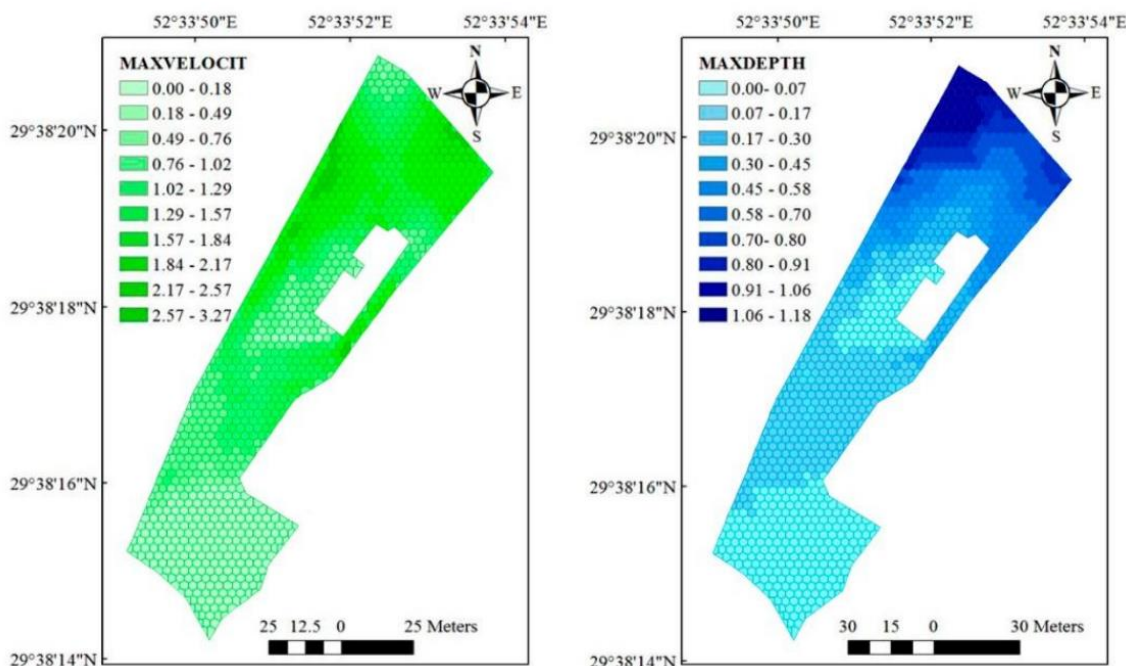 52°33'50"E 52°33'52"E 52°33'54"E
MAXVELOCIT
0.00 - 0.18
0.18 - 0.49
0.49 - 0.76
0.76 - 1.02
1.02 - 1.29
1.29 - 1.57
1.57 - 1.84
1.84 - 2.17
2.17 - 2.57
2.57 - 3.27
N
W E
S
29°38'20"N
29°38'18"N
29°38'16"N
29°38'14"N
25 12.5 0 25 Meters
52°33'50"E 52°33'52"E 52°33'54"E
MAXDEPTH
0.00- 0.07
0.07 - 0.17
0.17 - 0.30
0.30 - 0.45
0.45 - 0.58
0.58 - 0.70
0.70- 0.80
0.80 - 0.91
0.91 - 1.06
1.06 - 1.18
N
W E
S
29°38'20"N
29°38'18"N
29°38'16"N
29°38'14"N
30 15 0 30 Meters